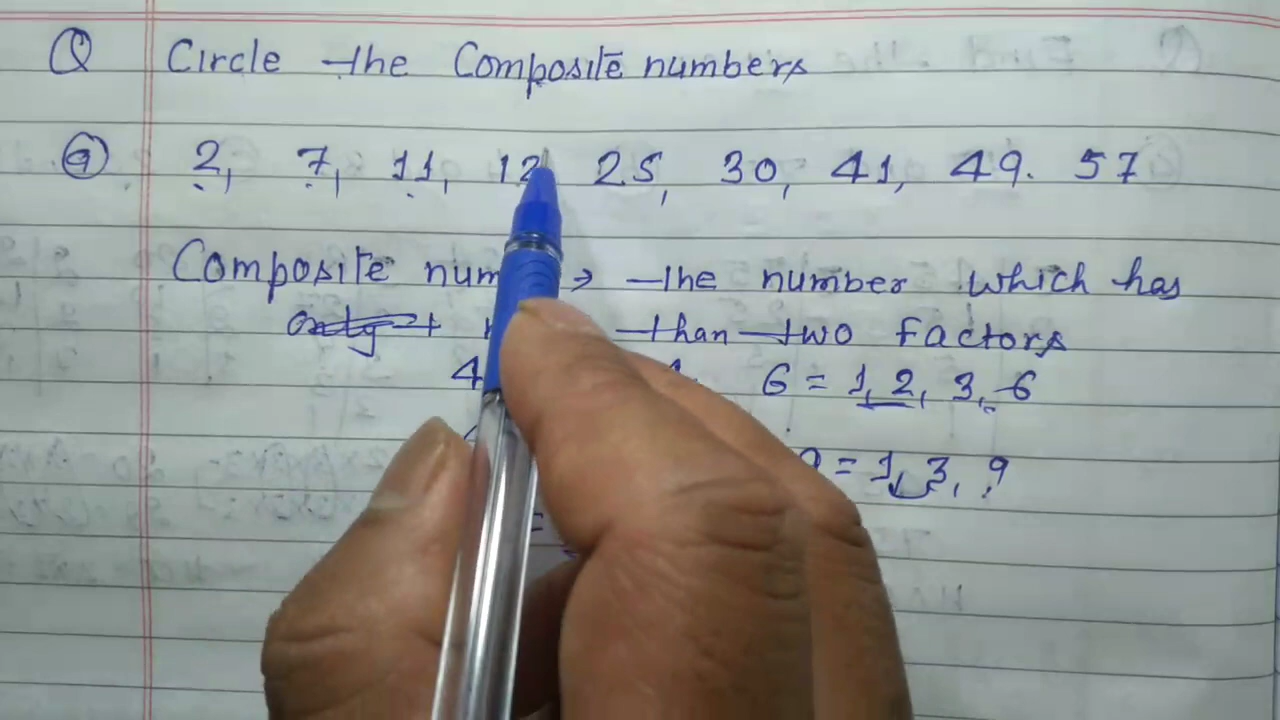 Q Circle the Composite numbers
a 2, 7, 11, 12 25, 30, 41, 49. 57
Composite num → the number which has
than two factors
4 6 = 1, 2, 3, 6
9 = 1, 3, 9
=